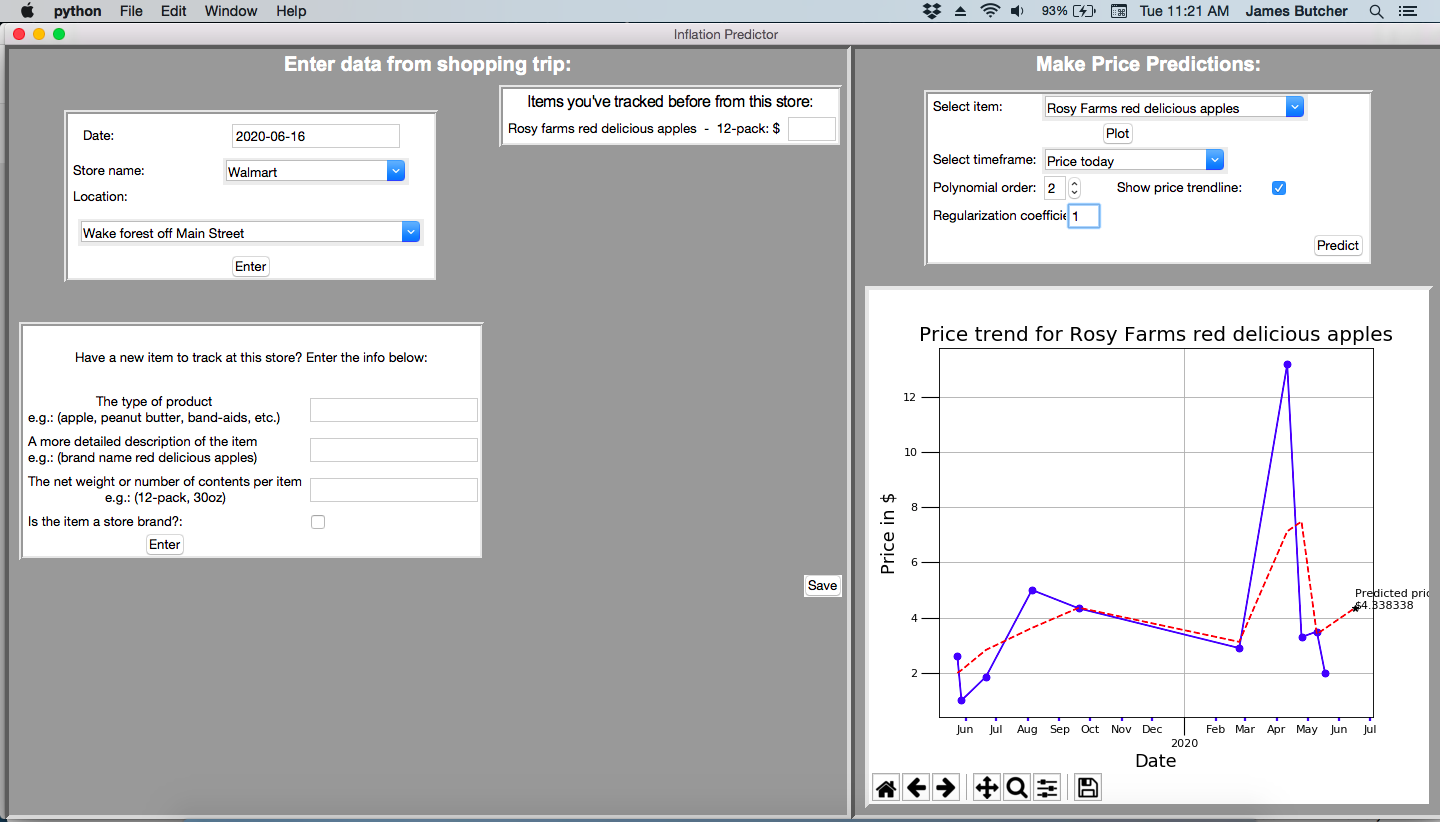 python File Edit Window Help 93% Tue 11:21 AM James Butcher
Inflation Predictor
Enter data from shopping trip:
Date: 2020-06-16
Store name: Walmart
Location:
Wake forest off Main Street
Enter
Items you've tracked before from this store:
Rosy farms red delicious apples - 12-pack: $
Have a new item to track at this store? Enter the info below:
The type of product
e.g.: (apple, peanut butter, band-aids, etc.)
A more detailed description of the item
e.g.: (brand name red delicious apples)
The net weight or number of contents per item
e.g.: (12-pack, 30oz)
Is the item a store brand?:
Enter
Save
Make Price Predictions:
Select item: Rosy Farms red delicious apples
Plot
Select timeframe: Price today
Polynomial order: 2 Show price trendline:
Regularization coefficie 1
Predict
Price trend for Rosy Farms red delicious apples
12
10
8
6
4
2
Price in $
Predicted pric
$4.338338
Jun Jul Aug Sep Oct Nov Dec Feb Mar Apr May Jun Jul
2020
Date